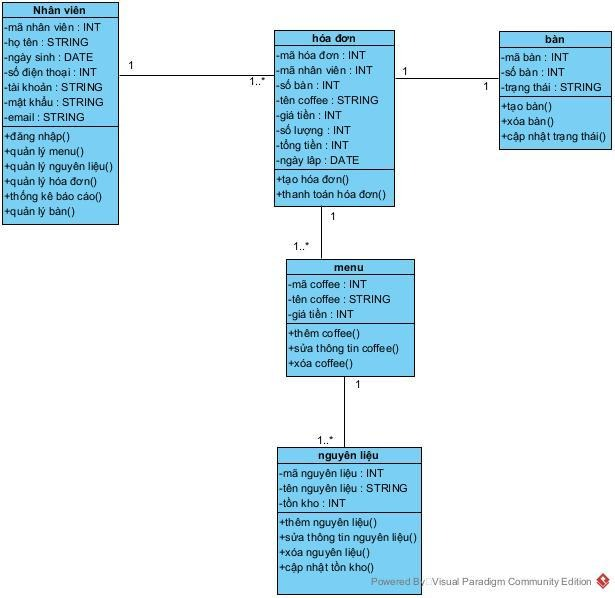 Nhân viên
-mã nhân viên : INT
-họ tên : STRING
-ngày sinh : DATE
-số điện thoại : INT
-tài khoản : STRING
-mật khẩu : STRING
-email : STRING
+đăng nhập()
+quản lý menu()
+quản lý nguyên liệu()
+quản lý hóa đơn()
+thống kê báo cáo()
+quản lý bàn()
1
1..*
hóa đơn
-mã hóa đơn : INT
-mã nhân viên : INT
-số bàn : INT
-tên coffee : STRING
-giá tiền : INT
-số lượng : INT
-tổng tiền : INT
-ngày lập : DATE
+tạo hóa đơn()
+thanh toán hóa đơn()
1
1
bàn
-mã bàn : INT
-số bàn : INT
-trạng thái : STRING
+tạo bàn()
+xóa bàn()
+cập nhật trạng thái()
1
1..*
menu
-mã coffee : INT
-tên coffee : STRING
-giá tiền : INT
+thêm coffee()
+sửa thông tin coffee()
+xóa coffee()
1
1..*
nguyên liệu
-mã nguyên liệu : INT
-tên nguyên liệu : STRING
-tồn kho : INT
+thêm nguyên liệu()
+sửa thông tin nguyên liệu()
+xóa nguyên liệu()
+cập nhật tồn kho()
Powered By: Visual Paradigm Community Edition